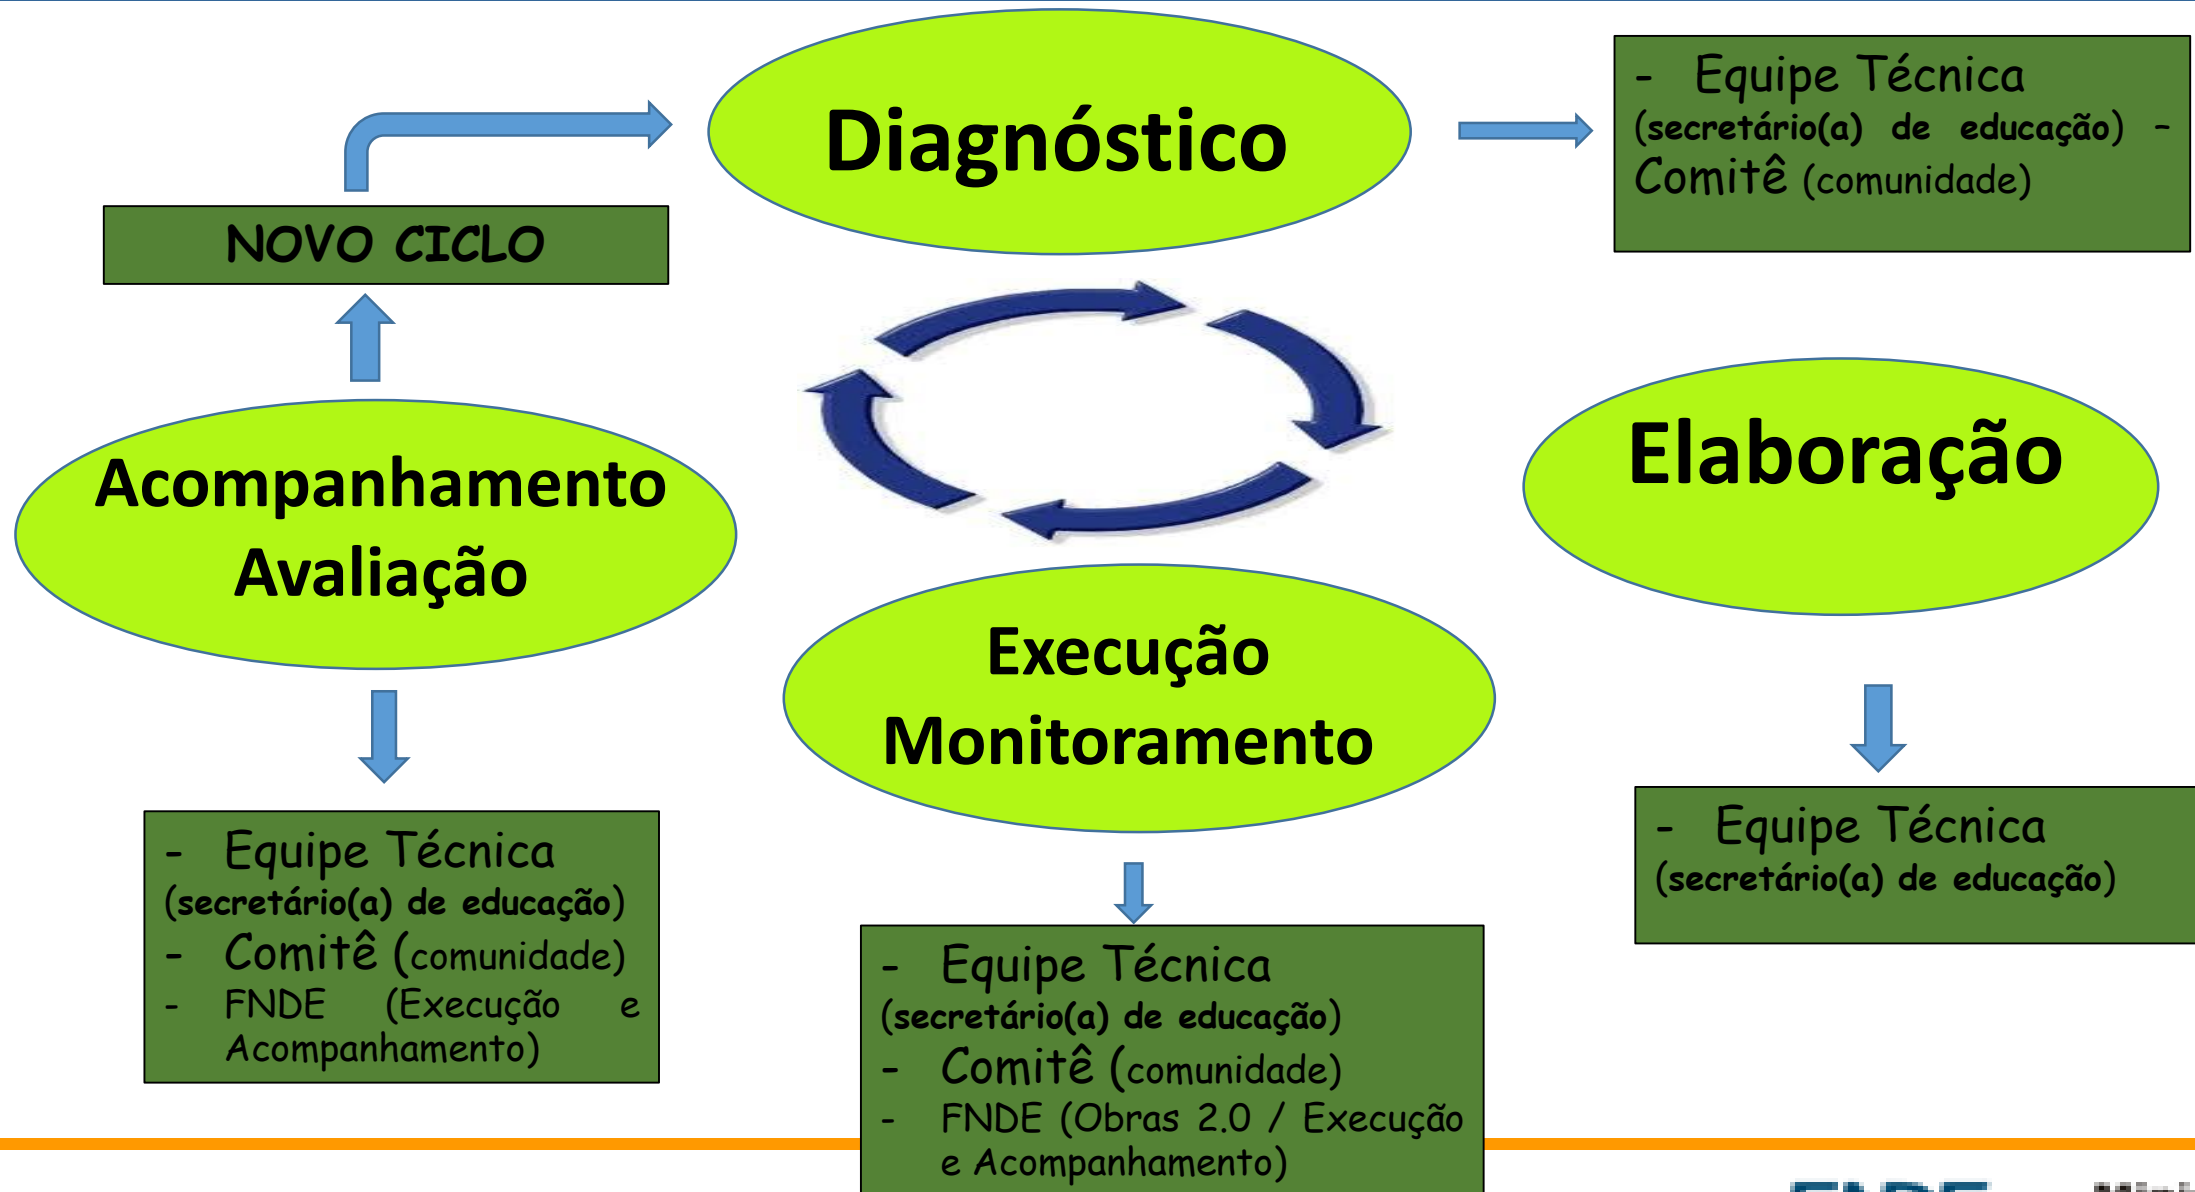 Diagnóstico
- Equipe Técnica
(secretário(a) de educação) –
Comitê (comunidade)
NOVO CICLO
Acompanhamento
Avaliação
Elaboração
Execução
Monitoramento
- Equipe Técnica
(secretário(a) de educação)
- Comitê (comunidade)
- FNDE (Execução e
Acompanhamento)
- Equipe Técnica
(secretário(a) de educação)
- Comitê (comunidade)
- FNDE (Obras 2.0 / Execução
e Acompanhamento)
- Equipe Técnica
(secretário(a) de educação)